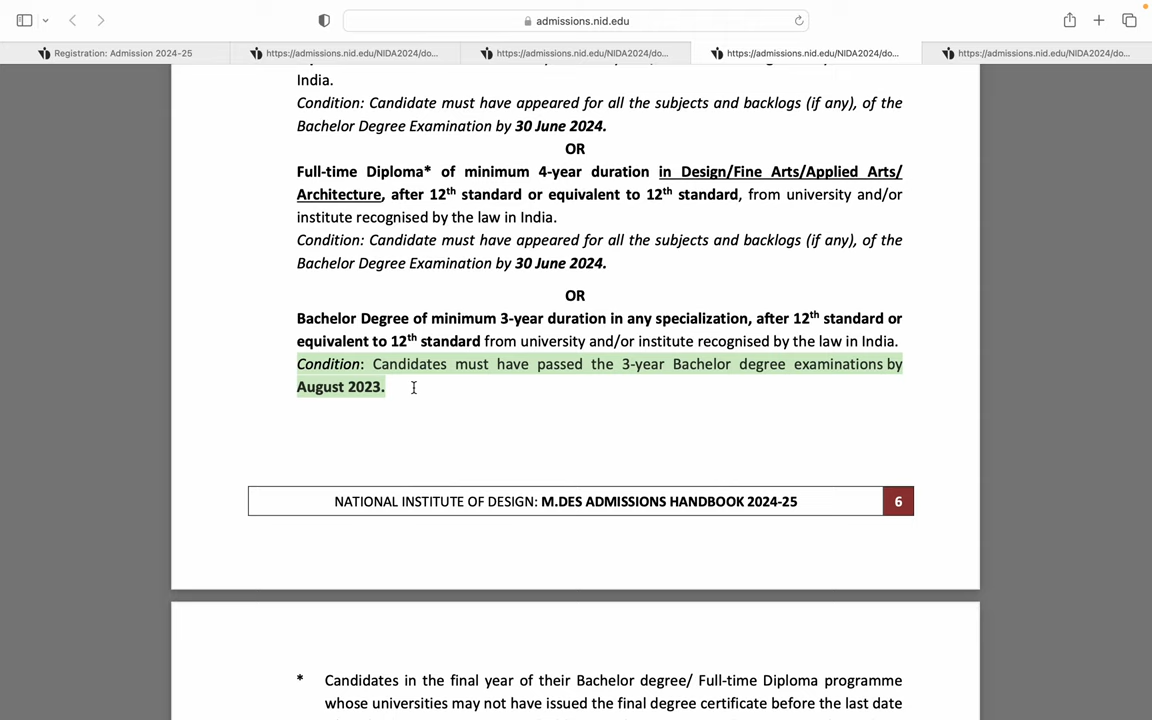 admissions.nid.edu
Registration: Admission 2024-25
https://admissions.nid.edu/NIDA2024/do...
https://admissions.nid.edu/NIDA2024/do...
https://admissions.nid.edu/NIDA2024/do...
https://admissions.nid.edu/NIDA2024/do...
India.
Condition: Candidate must have appeared for all the subjects and backlogs (if any), of the
Bachelor Degree Examination by 30 June 2024.
OR
Full-time Diploma* of minimum 4-year duration in Design/Fine Arts/Applied Arts/
Architecture, after 12th standard or equivalent to 12th standard, from university and/or
institute recognised by the law in India.
Condition: Candidate must have appeared for all the subjects and backlogs (if any), of the
Bachelor Degree Examination by 30 June 2024.
OR
Bachelor Degree of minimum 3-year duration in any specialization, after 12th standard or
equivalent to 12th standard from university and/or institute recognised by the law in India.
Condition: Candidates must have passed the 3-year Bachelor degree examinations by
August 2023.
NATIONAL INSTITUTE OF DESIGN: M.DES ADMISSIONS HANDBOOK 2024-25 6
* Candidates in the final year of their Bachelor degree/ Full-time Diploma programme
whose universities may not have issued the final degree certificate before the last date